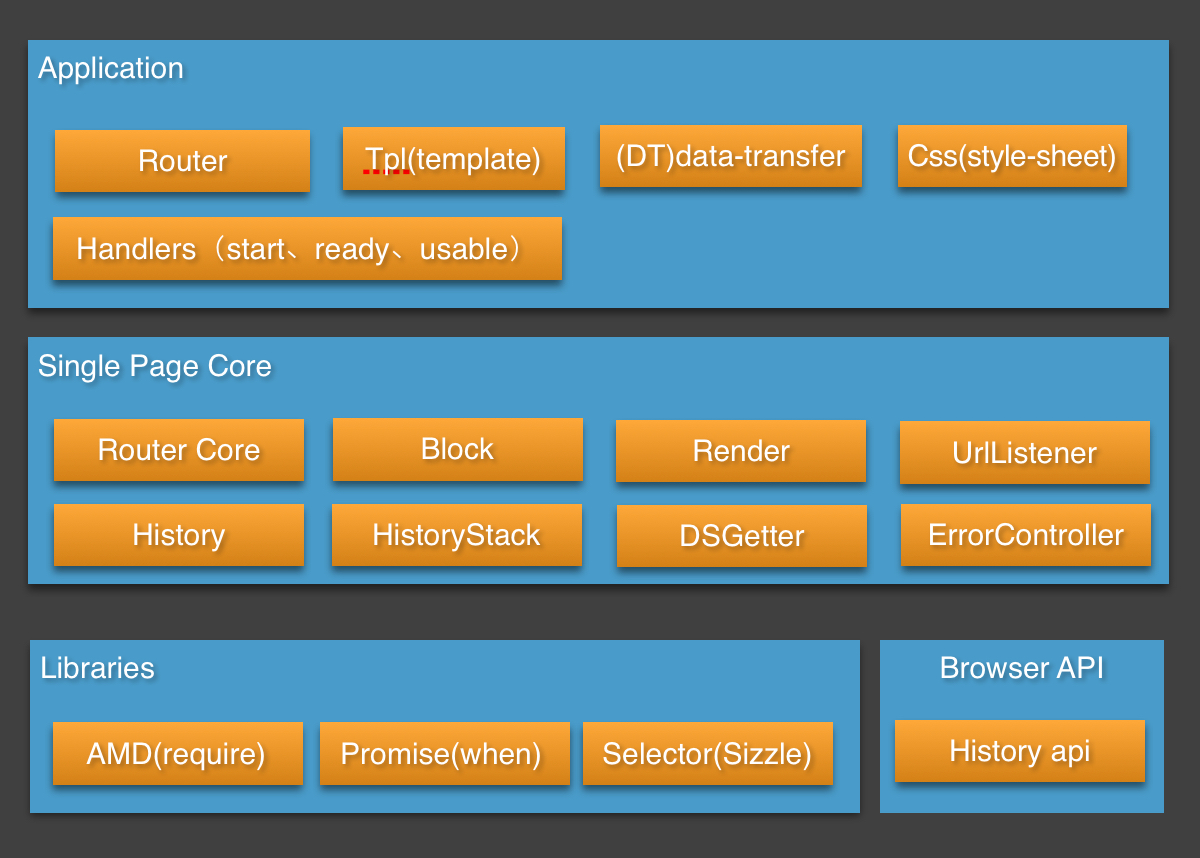 Application
Router
Tpl(template)
(DT)data-transfer
Css(style-sheet)
Handlers（start、ready、usable）
Single Page Core
Router Core
Block
Render
UrlListener
History
HistoryStack
DSGetter
ErrorController
Libraries
AMD(require)
Promise(when)
Selector(Sizzle)
Browser API
History api